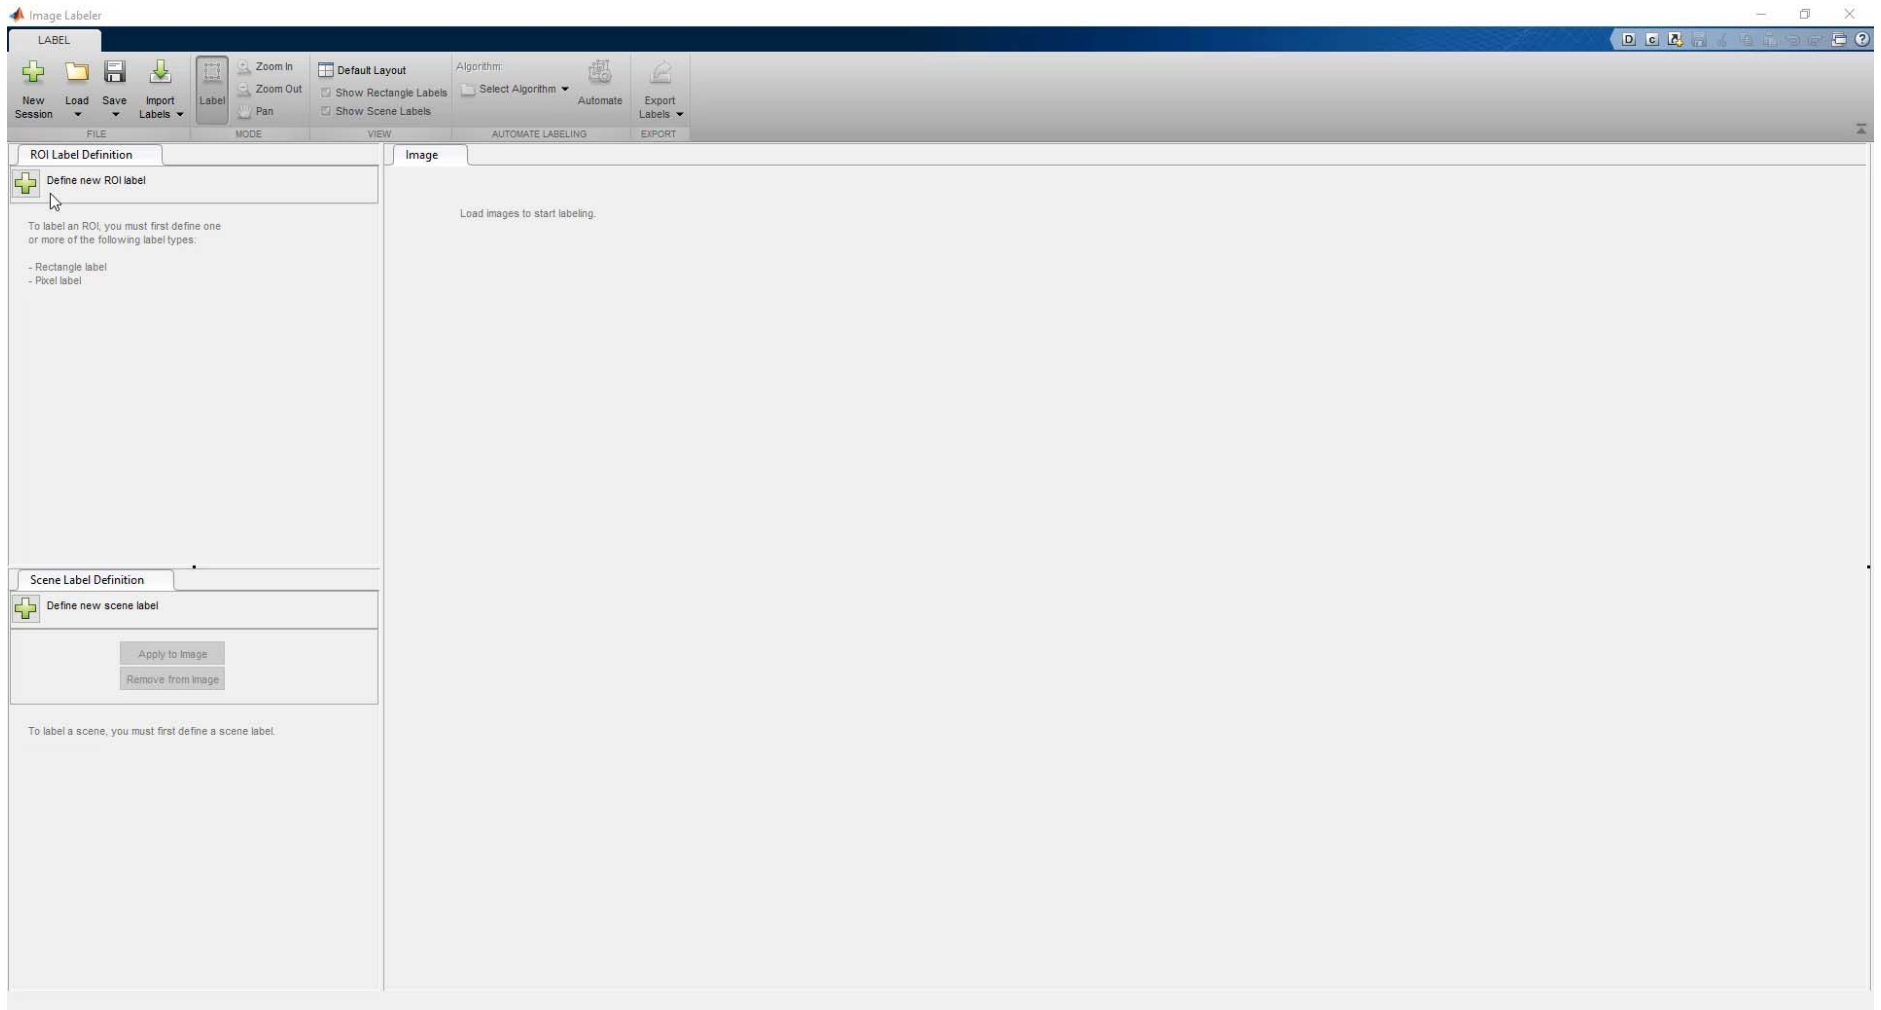 Image Labeler
LABEL
D C ?
New
Session
Load
Save
Import
Labels
Label
Zoom In
Zoom Out
Pan
Default Layout
Show Rectangle Labels
Show Scene Labels
Algorithm:
Select Algorithm
Automate
Export
Labels
FILE
MODE
VIEW
AUTOMATE LABELING
EXPORT
ROI Label Definition
Define new ROI label
To label an ROI, you must first define one
or more of the following label types:
- Rectangle label
- Pixel label
Image
Load images to start labeling.
Scene Label Definition
Define new scene label
Apply to Image
Remove from Image
To label a scene, you must first define a scene label.